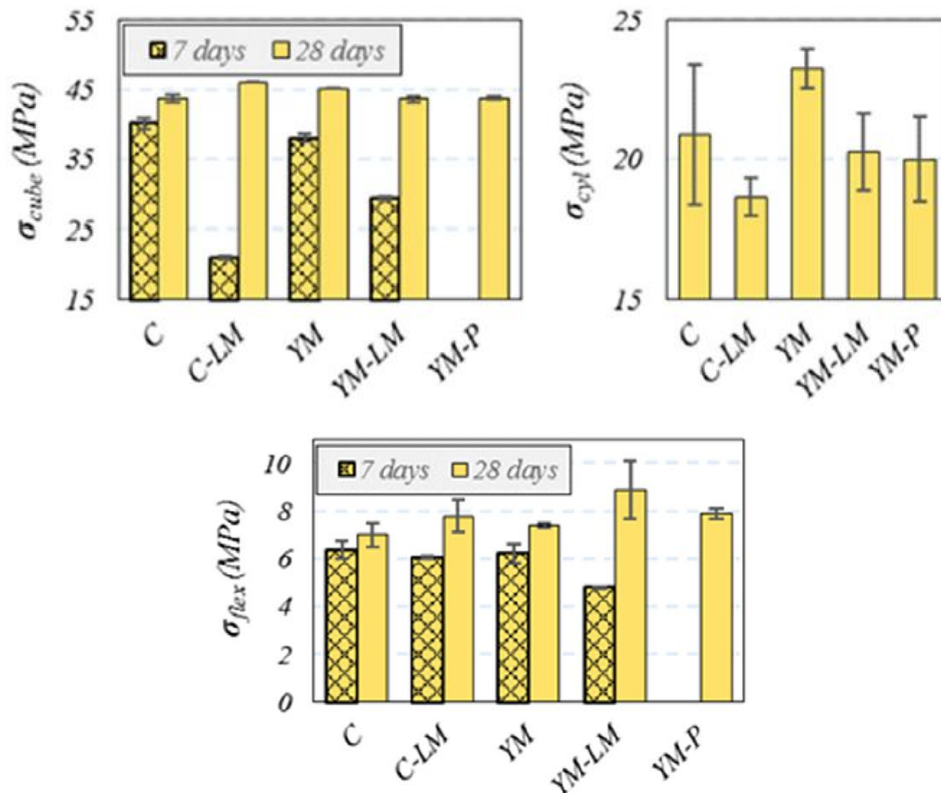 σcube (MPa)
55
45
35
25
15
7 days
28 days
C
C-LM
YM
YM-LM
YM-P
σcyl (MPa)
25
20
15
C
C-LM
YM
YM-LM
YM-P
σflex (MPa)
10
8
6
4
2
0
7 days
28 days
C
C-LM
YM
YM-LM
YM-P